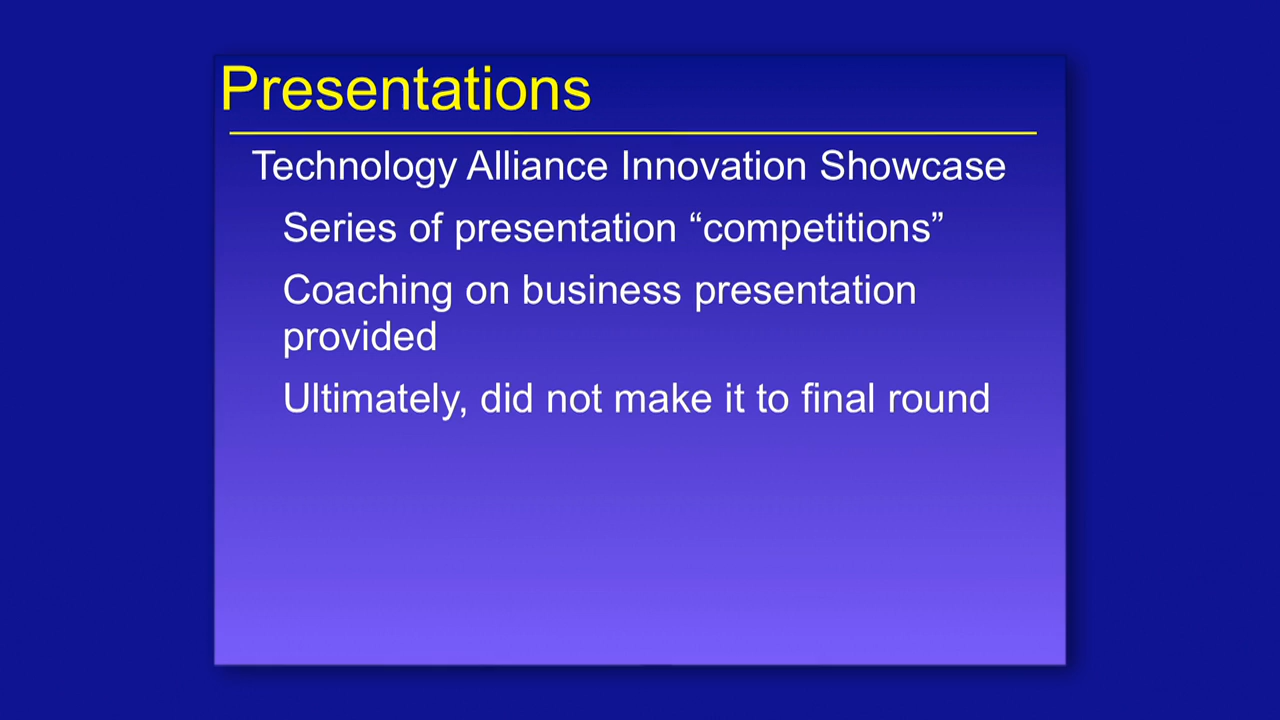 Presentations
Technology Alliance Innovation Showcase
Series of presentation “competitions”
Coaching on business presentation
provided
Ultimately, did not make it to final round